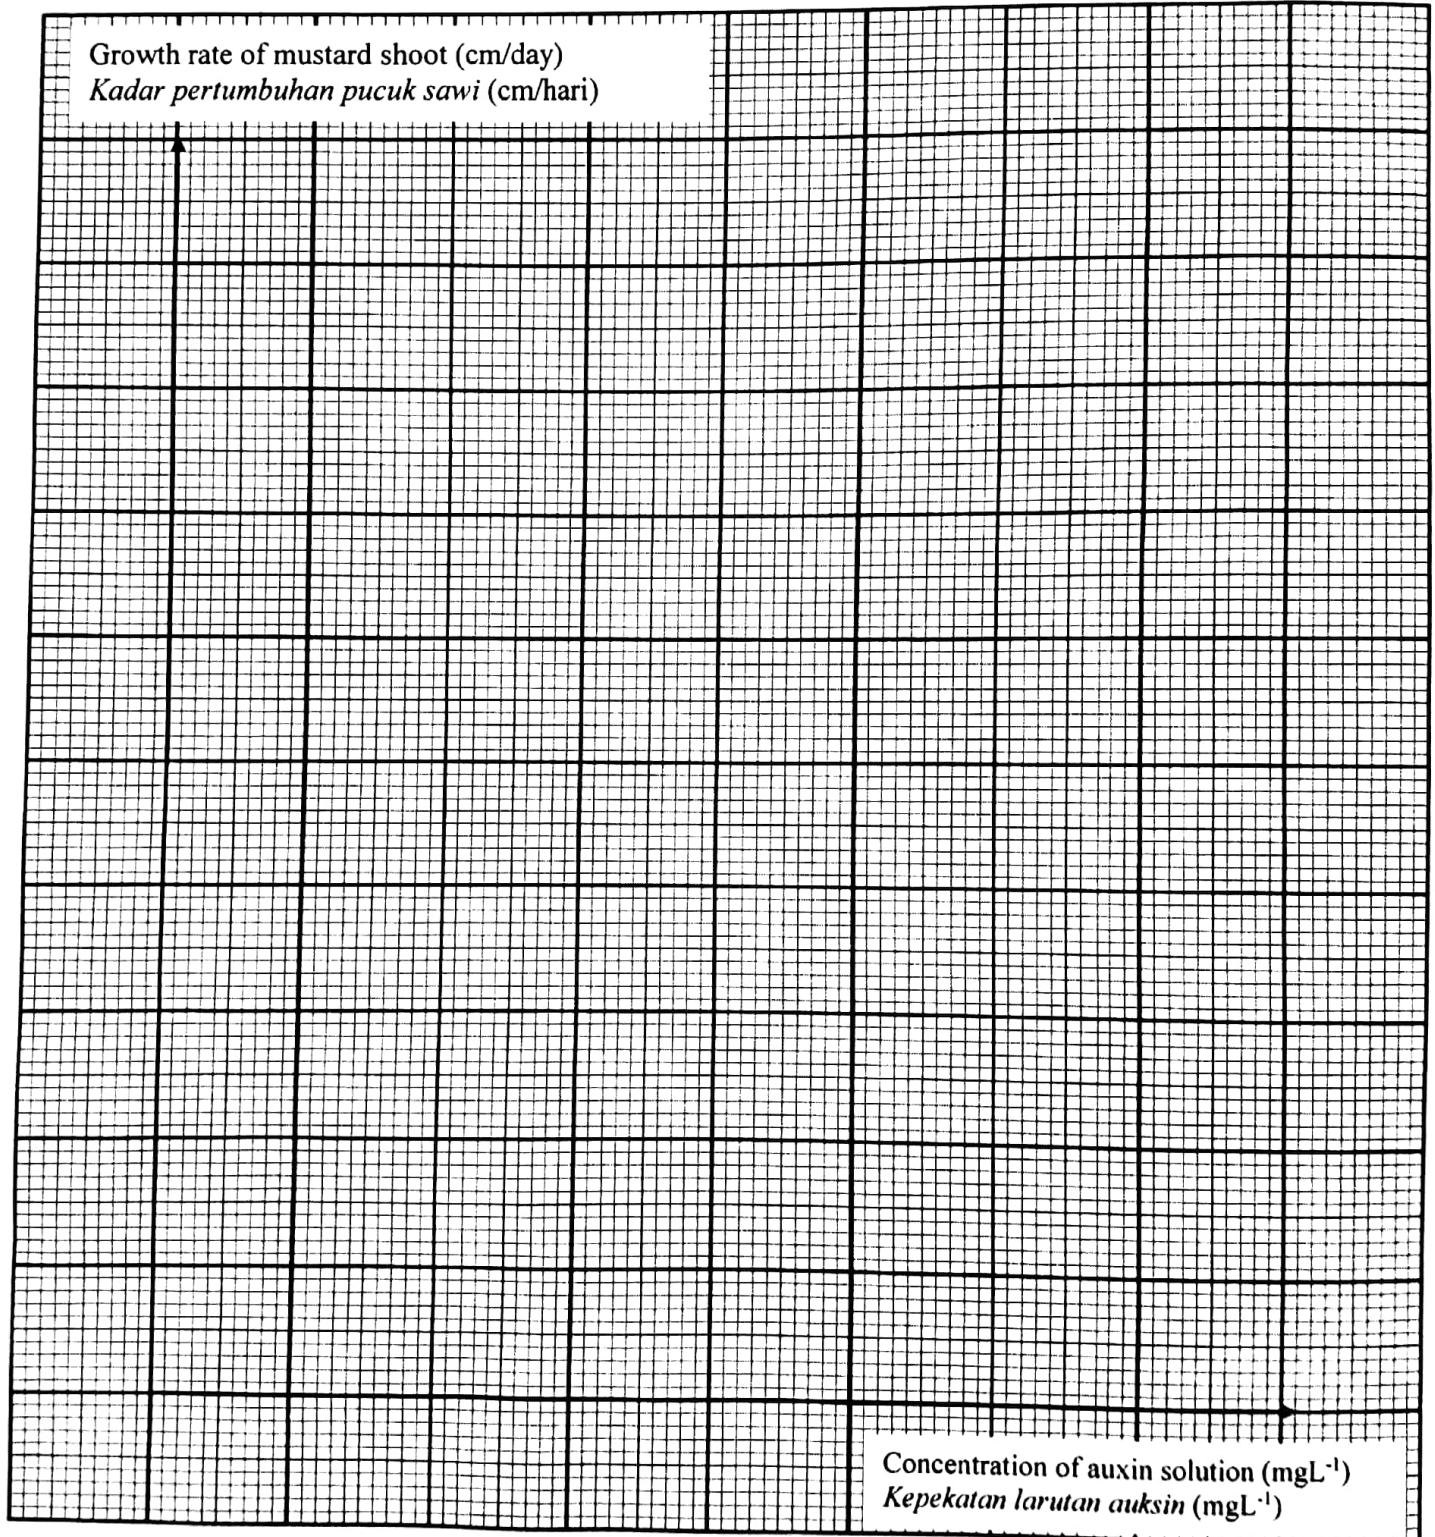 Growth rate of mustard shoot (cm/day)
Kadar pertumbuhan pucuk sawi (cm/hari)
Concentration of auxin solution (mgL⁻¹)
Kepekatan larutan auksin (mgL⁻¹)